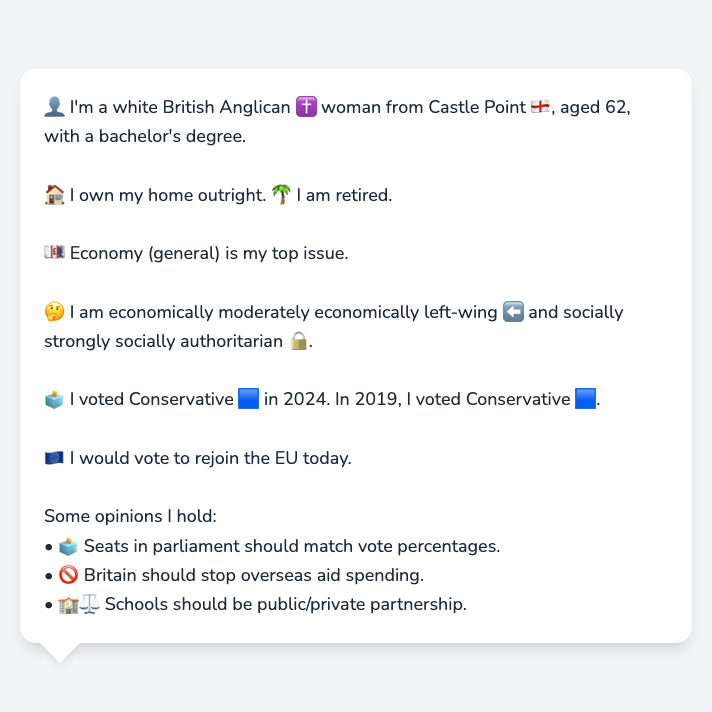 👤 I'm a white British Anglican ✝️ woman from Castle Point 🏴󠁧󠁢󠁥󠁮󠁧󠁿, aged 62,
with a bachelor's degree.
🏠 I own my home outright. 🌴 I am retired.
💷 Economy (general) is my top issue.
🤔 I am economically moderately economically left-wing ⬅️ and socially
strongly socially authoritarian 🔒.
🗳️ I voted Conservative 🟦 in 2024. In 2019, I voted Conservative 🟦.
🇪🇺 I would vote to rejoin the EU today.
Some opinions I hold:
• 🗳️ Seats in parliament should match vote percentages.
• 🚫 Britain should stop overseas aid spending.
• 🏫⚖️ Schools should be public/private partnership.